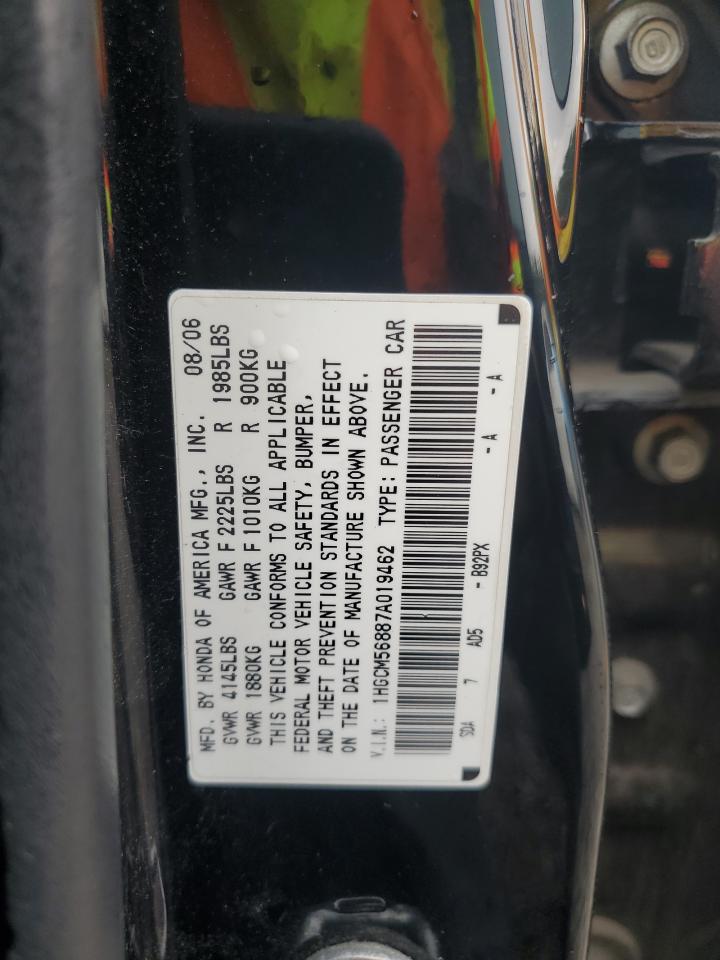 MFD. BY HONDA OF AMERICA MFG., INC. 08/06
GVWR 4145LBS GAWR F 2225LBS R 1985LBS
GVWR 1880KG GAWR F 1010KG R 900KG
THIS VEHICLE CONFORMS TO ALL APPLICABLE
FEDERAL MOTOR VEHICLE SAFETY, BUMPER,
AND THEFT PREVENTION STANDARDS IN EFFECT
ON THE DATE OF MANUFACTURE SHOWN ABOVE.
V.I.N.: 1HGCM56887A019462 TYPE: PASSENGER CAR
SDA 7 AD5 - B92PX - A - A